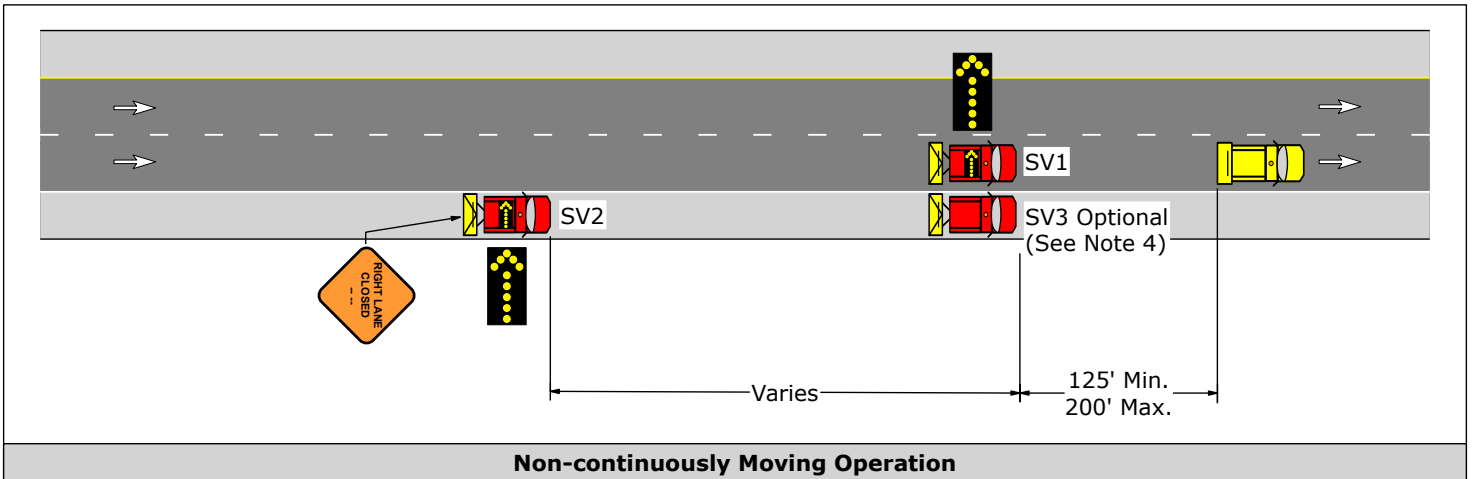 SV1
SV2
SV3 Optional
(See Note 4)
RIGHT LANE
CLOSED
-- --
Varies
125' Min.
200' Max.
Non-continuously Moving Operation